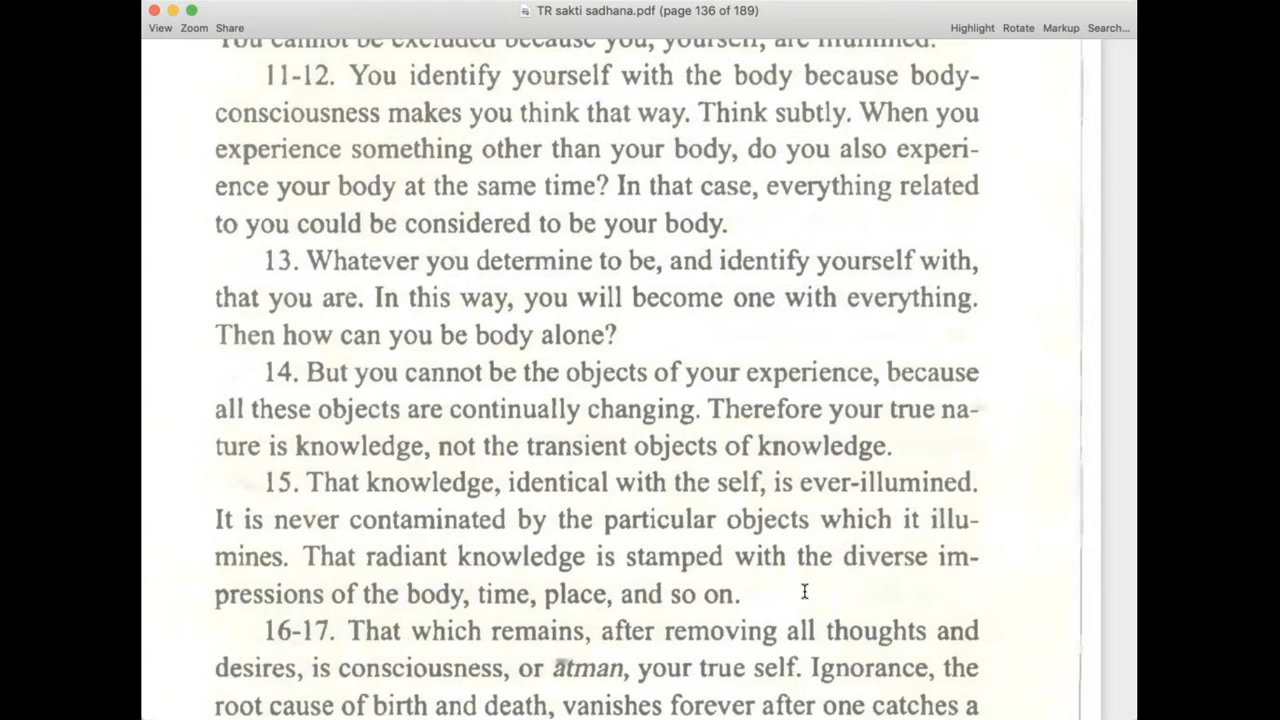 TR sakti sadhana.pdf (page 136 of 189)
View Zoom Share Highlight Rotate Markup Search...
You cannot be excluded because you, yourself, are illumined.
11-12. You identify yourself with the body because body-
consciousness makes you think that way. Think subtly. When you
experience something other than your body, do you also experi-
ence your body at the same time? In that case, everything related
to you could be considered to be your body.
13. Whatever you determine to be, and identify yourself with,
that you are. In this way, you will become one with everything.
Then how can you be body alone?
14. But you cannot be the objects of your experience, because
all these objects are continually changing. Therefore your true na-
ture is knowledge, not the transient objects of knowledge.
15. That knowledge, identical with the self, is ever-illumined.
It is never contaminated by the particular objects which it illu-
mines. That radiant knowledge is stamped with the diverse im-
pressions of the body, time, place, and so on.
16-17. That which remains, after removing all thoughts and
desires, is consciousness, or ātman, your true self. Ignorance, the
root cause of birth and death, vanishes forever after one catches a